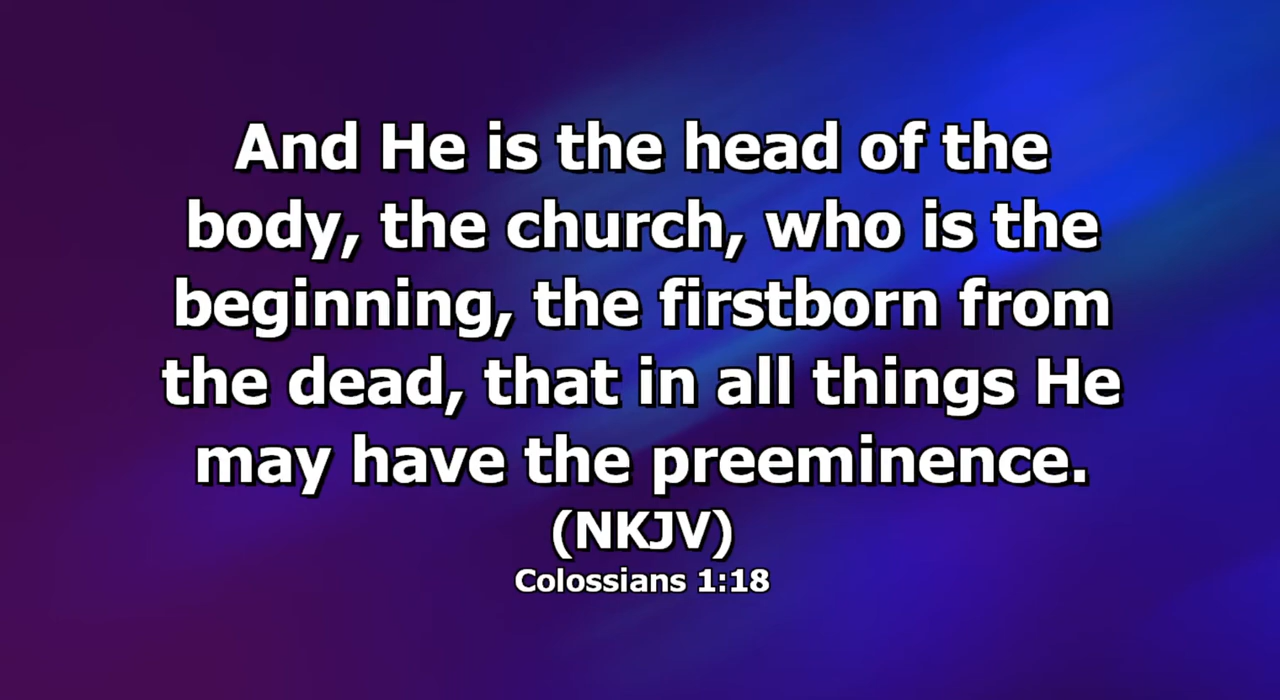 And He is the head of the
body, the church, who is the
beginning, the firstborn from
the dead, that in all things He
may have the preeminence.
(NKJV)
Colossians 1:18